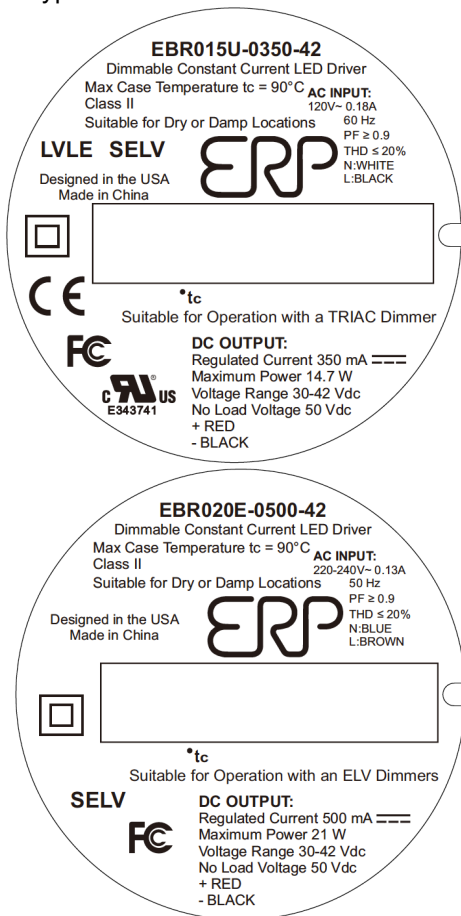 EBR015U-0350-42
Dimmable Constant Current LED Driver
Max Case Temperature tc = 90°C
Class II
Suitable for Dry or Damp Locations
AC INPUT:
120V~ 0.18A
60 Hz
PF ≥ 0.9
THD ≤ 20%
N:WHITE
L:BLACK
LVLE SELV
ERP
Designed in the USA
Made in China
CE
•tc
Suitable for Operation with a TRIAC Dimmer
FC
c RU ® US
E343741
DC OUTPUT:
Regulated Current 350 mA
Maximum Power 14.7 W
Voltage Range 30-42 Vdc
No Load Voltage 50 Vdc
+ RED
- BLACK
EBR020E-0500-42
Dimmable Constant Current LED Driver
Max Case Temperature tc = 90°C
Class II
Suitable for Dry or Damp Locations
AC INPUT:
220-240V~ 0.13A
50 Hz
PF ≥ 0.9
THD ≤ 20%
N:BLUE
L:BROWN
Designed in the USA
Made in China
ERP
•tc
Suitable for Operation with an ELV Dimmers
SELV
FC
DC OUTPUT:
Regulated Current 500 mA
Maximum Power 21 W
Voltage Range 30-42 Vdc
No Load Voltage 50 Vdc
+ RED
- BLACK